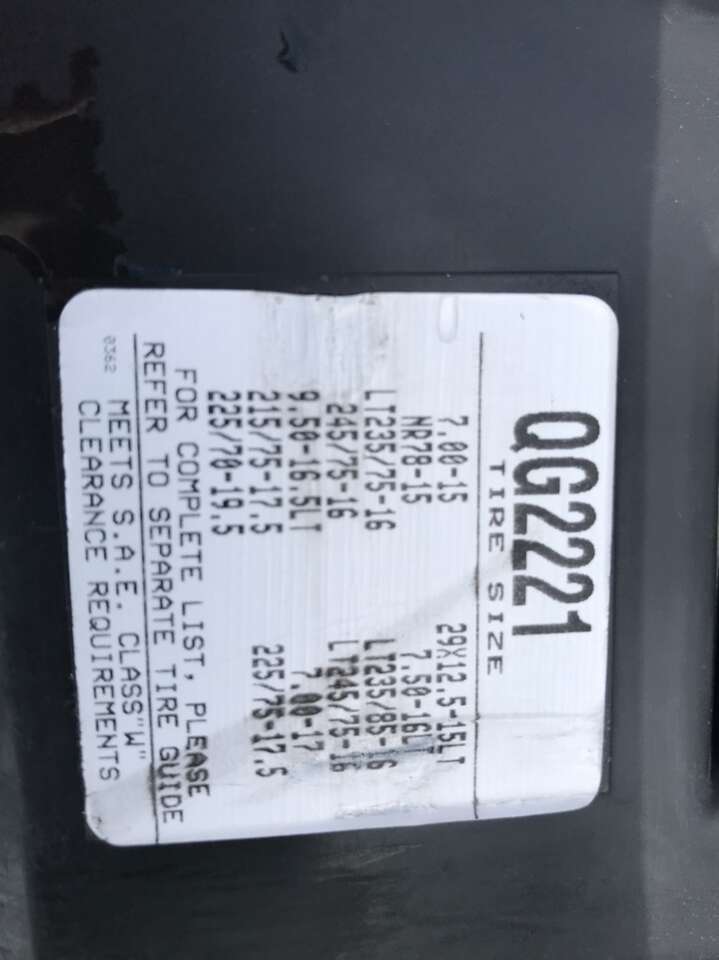 QG2221
TIRE SIZE
7.00-15 29X12.5-15LT
NR78-15 7.50-16LT
LT235/75-16 LT235/85-16
245/75-16 LT245/75-16
9.50-16.5LT 7.00-17
215/75-17.5 225/75-17.5
225/70-19.5
FOR COMPLETE LIST, PLEASE
REFER TO SEPARATE TIRE GUIDE
0362 MEETS S.A.E. CLASS"W"
CLEARANCE REQUIREMENTS